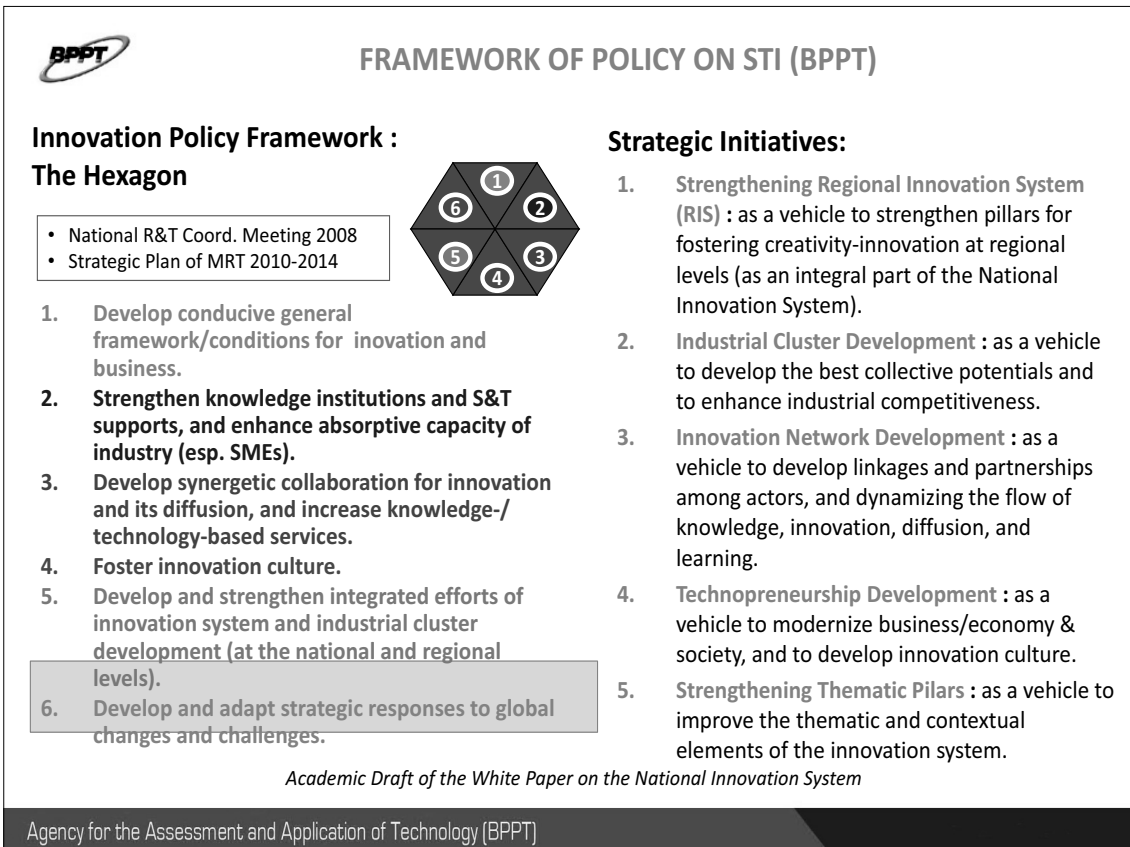 BPPT
FRAMEWORK OF POLICY ON STI (BPPT)
Innovation Policy Framework :
The Hexagon
• National R&T Coord. Meeting 2008
• Strategic Plan of MRT 2010-2014
1
2
3
4
5
6
1. Develop conducive general
framework/conditions for inovation and
business.
2. Strengthen knowledge institutions and S&T
supports, and enhance absorptive capacity of
industry (esp. SMEs).
3. Develop synergetic collaboration for innovation
and its diffusion, and increase knowledge-/
technology-based services.
4. Foster innovation culture.
5. Develop and strengthen integrated efforts of
innovation system and industrial cluster
development (at the national and regional
levels).
6. Develop and adapt strategic responses to global
changes and challenges.
Strategic Initiatives:
1. Strengthening Regional Innovation System
(RIS) : as a vehicle to strengthen pillars for
fostering creativity-innovation at regional
levels (as an integral part of the National
Innovation System).
2. Industrial Cluster Development : as a vehicle
to develop the best collective potentials and
to enhance industrial competitiveness.
3. Innovation Network Development : as a
vehicle to develop linkages and partnerships
among actors, and dynamizing the flow of
knowledge, innovation, diffusion, and
learning.
4. Technopreneurship Development : as a
vehicle to modernize business/economy &
society, and to develop innovation culture.
5. Strengthening Thematic Pilars : as a vehicle to
improve the thematic and contextual
elements of the innovation system.
Academic Draft of the White Paper on the National Innovation System
Agency for the Assessment and Application of Technology (BPPT)